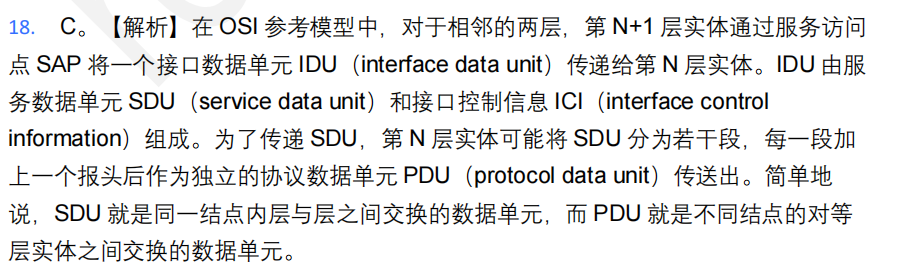 18. C。【解析】在 OSI 参考模型中，对于相邻的两层，第 N+1 层实体通过服务访问
点 SAP 将一个接口数据单元 IDU（interface data unit）传递给第 N 层实体。IDU 由服
务数据单元 SDU（service data unit）和接口控制信息 ICI（interface control
information）组成。为了传递 SDU，第 N 层实体可能将 SDU 分为若干段，每一段加
上一个报头后作为独立的协议数据单元 PDU（protocol data unit）传送出。简单地
说，SDU 就是同一结点内层与层之间交换的数据单元，而 PDU 就是不同结点的对等
层实体之间交换的数据单元。